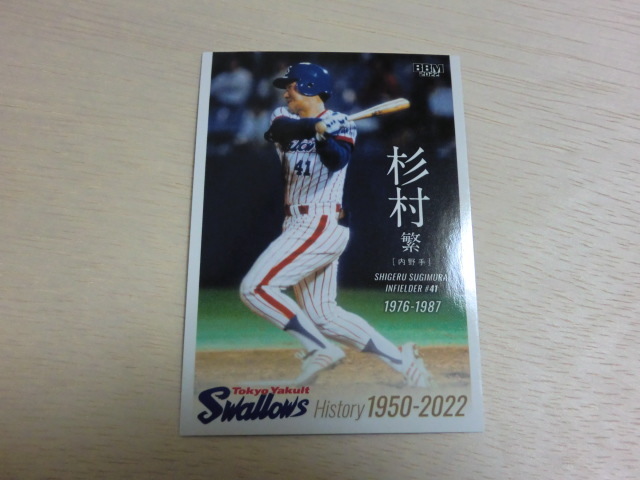 BBM
2022
41
杉村
繁
[内野手]
SHIGERU SUGIMURA
INFIELDER #41
1976-1987
Tokyo Yakult
Swallows History 1950-2022